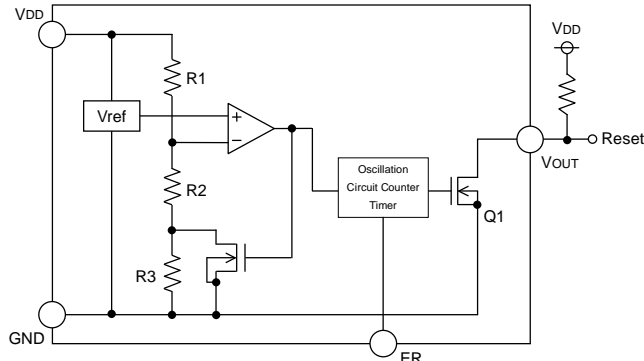 VDD
VDD
R1
Vref
+
−
Reset
VOUT
Oscillation
Circuit Counter
Timer
R2
Q1
R3
GND
ER